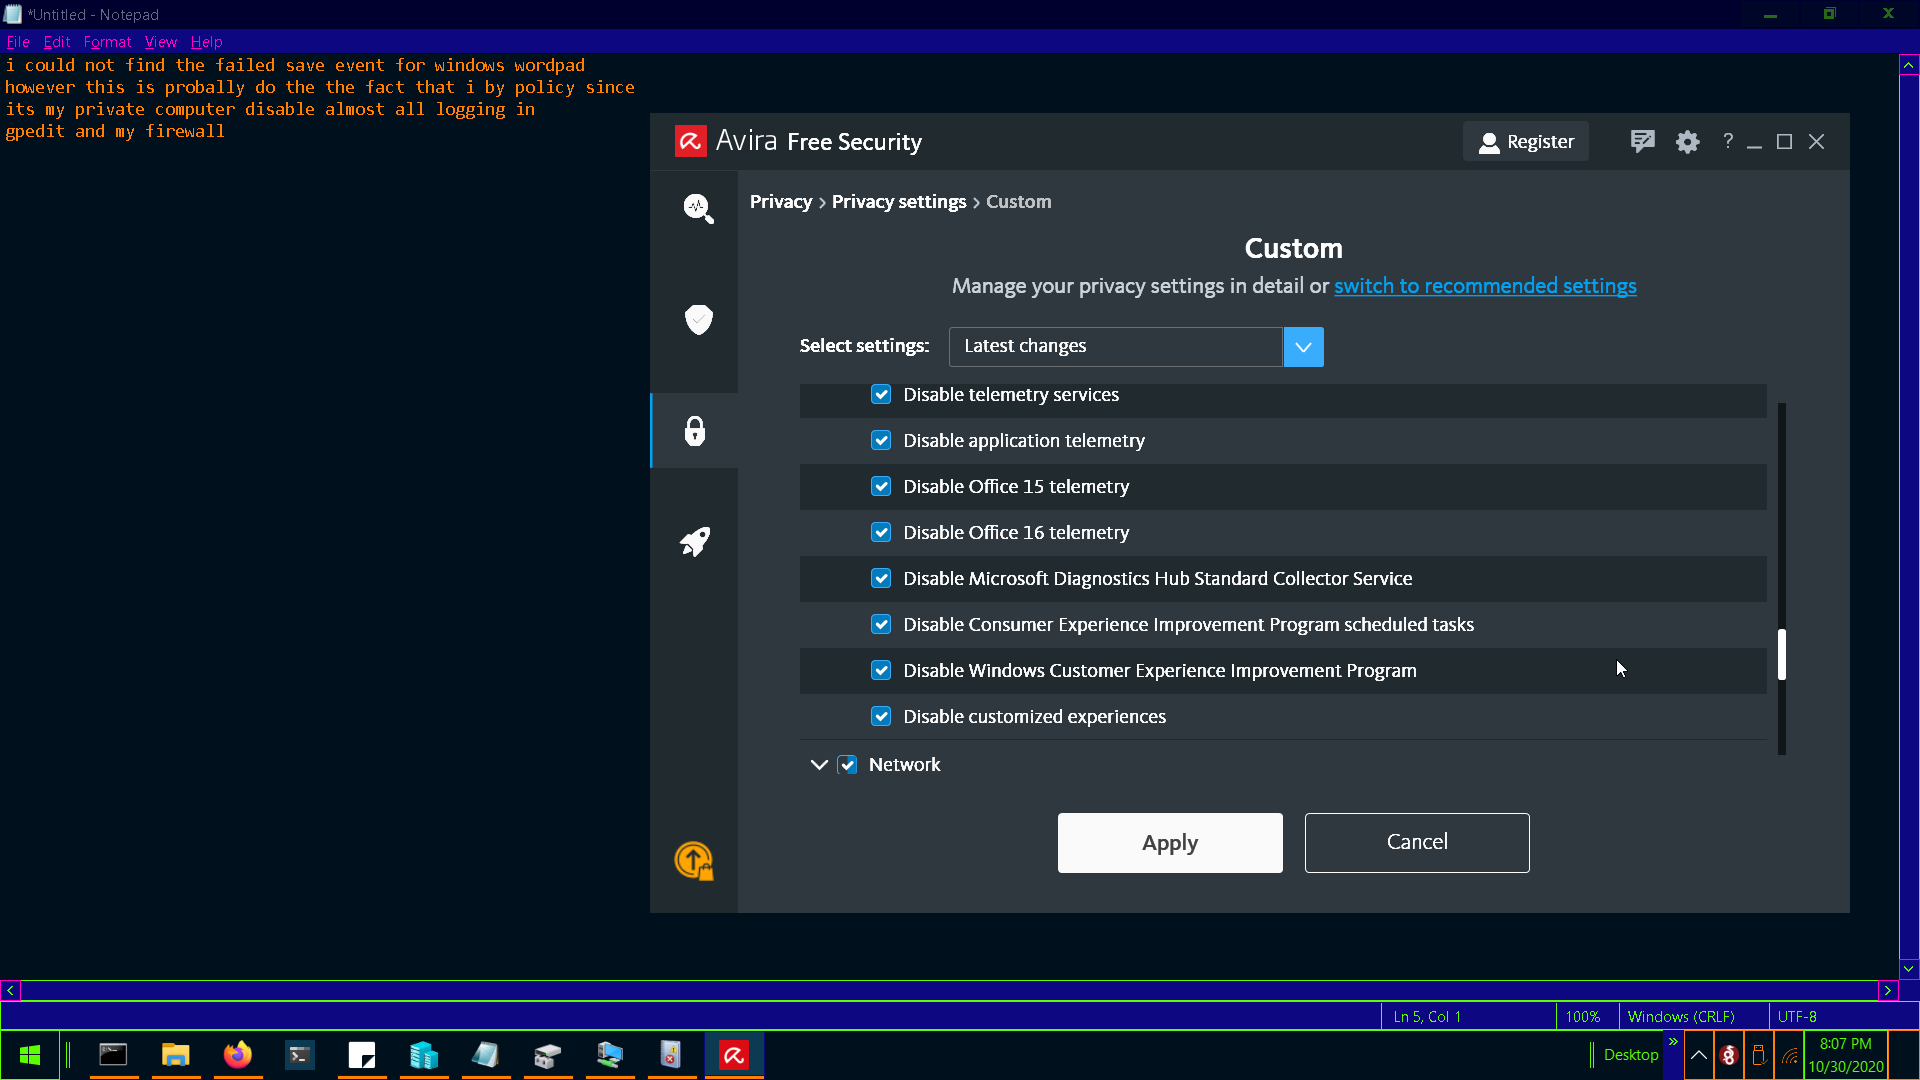 *Untitled - Notepad
File Edit Format View Help
i could not find the failed save event for windows wordpad
however this is probally do the the fact that i by policy since
its my private computer disable almost all logging in
gpedit and my firewall
Avira Free Security
Register
?
Privacy > Privacy settings > Custom
Custom
Manage your privacy settings in detail or switch to recommended settings
Select settings: Latest changes
Disable telemetry services
Disable application telemetry
Disable Office 15 telemetry
Disable Office 16 telemetry
Disable Microsoft Diagnostics Hub Standard Collector Service
Disable Consumer Experience Improvement Program scheduled tasks
Disable Windows Customer Experience Improvement Program
Disable customized experiences
Network
Apply Cancel
Ln 5, Col 1 100% Windows (CRLF) UTF-8
Desktop »
8:07 PM
10/30/2020